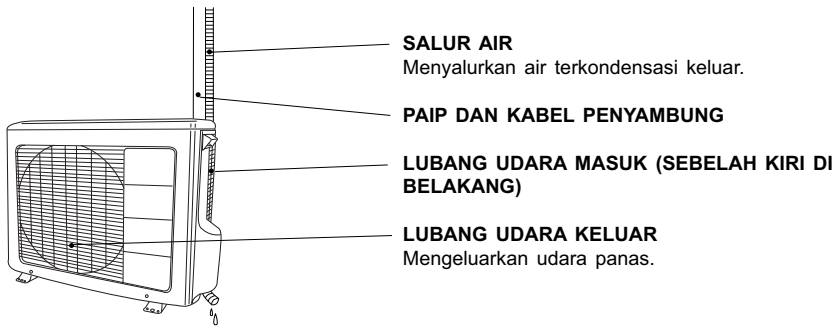 SALUR AIR
Menyalurkan air terkondensasi keluar.
PAIP DAN KABEL PENYAMBUNG
LUBANG UDARA MASUK (SEBELAH KIRI DI
BELAKANG)
LUBANG UDARA KELUAR
Mengeluarkan udara panas.